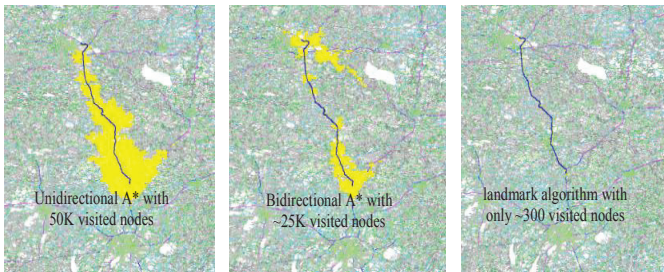 Unidirectional A* with
50K visited nodes
Bidirectional A* with
~25K visited nodes
landmark algorithm with
only ~300 visited nodes